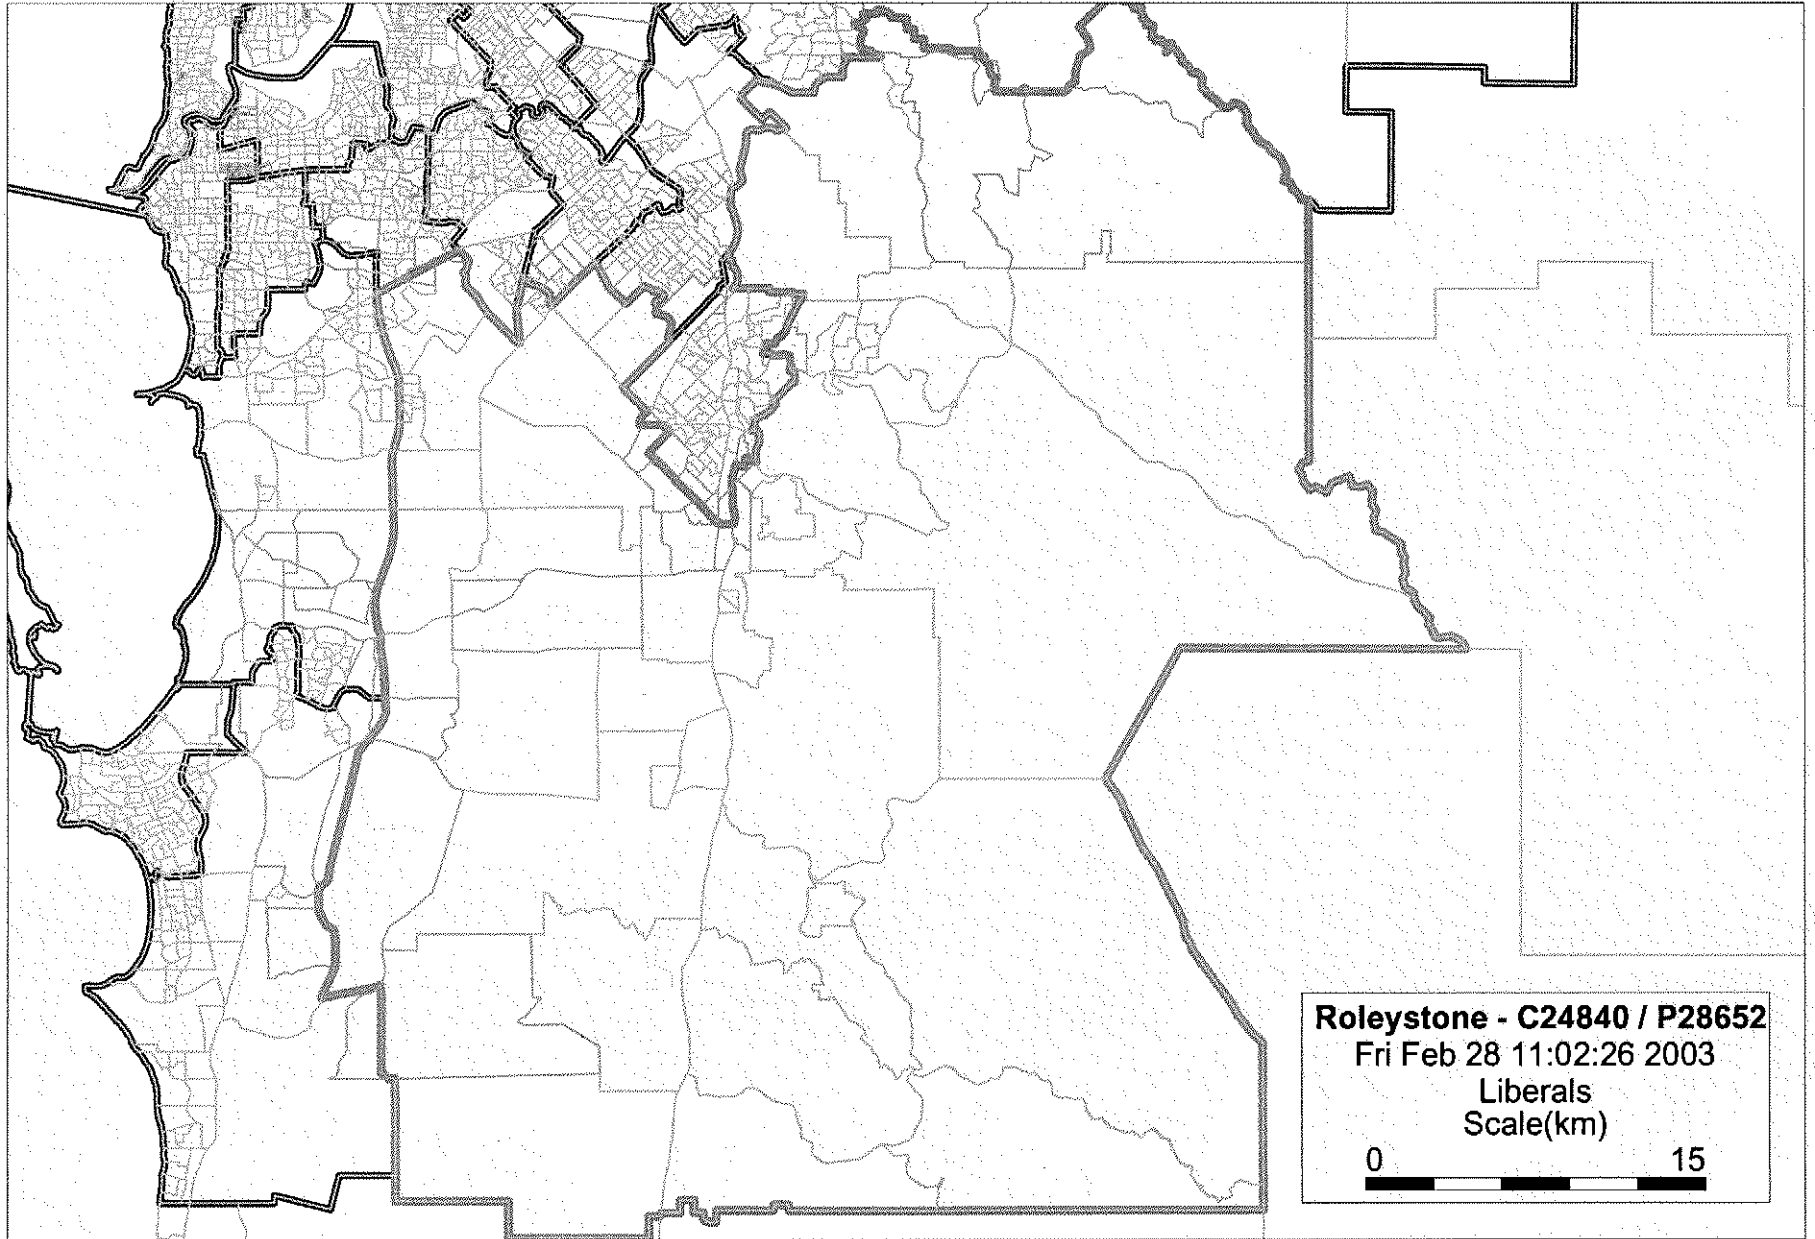 Roleystone - C24840 / P28652
Fri Feb 28 11:02:26 2003
Liberals
Scale(km)
0 15